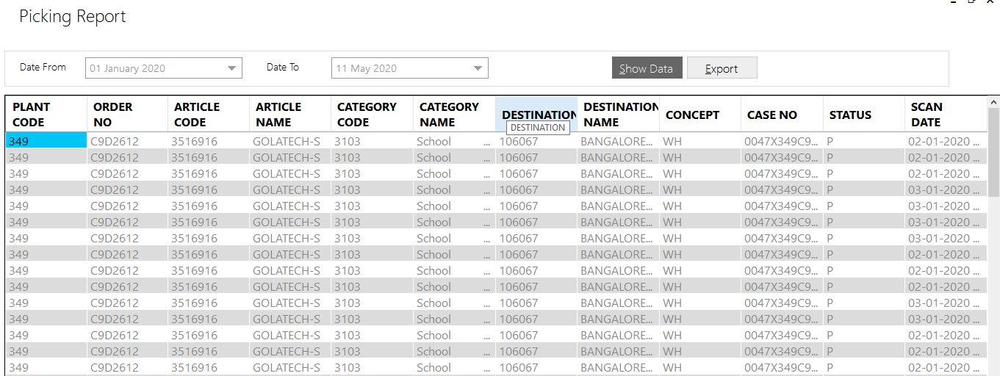 Picking Report
Date From 01 January 2020 Date To 11 May 2020 Show Data Export
PLANT CODE ORDER NO ARTICLE CODE ARTICLE NAME CATEGORY CODE CATEGORY NAME DESTINATION DESTINATION NAME CONCEPT CASE NO STATUS SCAN DATE
DESTINATION
349 C9D2612 3516916 GOLATECH-S 3103 School ... 106067 BANGALORE... WH 0047X349C9... P 02-01-2020 ...
349 C9D2612 3516916 GOLATECH-S 3103 School ... 106067 BANGALORE... WH 0047X349C9... P 02-01-2020 ...
349 C9D2612 3516916 GOLATECH-S 3103 School ... 106067 BANGALORE... WH 0047X349C9... P 02-01-2020 ...
349 C9D2612 3516916 GOLATECH-S 3103 School ... 106067 BANGALORE... WH 0047X349C9... P 03-01-2020 ...
349 C9D2612 3516916 GOLATECH-S 3103 School ... 106067 BANGALORE... WH 0047X349C9... P 03-01-2020 ...
349 C9D2612 3516916 GOLATECH-S 3103 School ... 106067 BANGALORE... WH 0047X349C9... P 03-01-2020 ...
349 C9D2612 3516916 GOLATECH-S 3103 School ... 106067 BANGALORE... WH 0047X349C9... P 03-01-2020 ...
349 C9D2612 3516916 GOLATECH-S 3103 School ... 106067 BANGALORE... WH 0047X349C9... P 02-01-2020 ...
349 C9D2612 3516916 GOLATECH-S 3103 School ... 106067 BANGALORE... WH 0047X349C9... P 02-01-2020 ...
349 C9D2612 3516916 GOLATECH-S 3103 School ... 106067 BANGALORE... WH 0047X349C9... P 02-01-2020 ...
349 C9D2612 3516916 GOLATECH-S 3103 School ... 106067 BANGALORE... WH 0047X349C9... P 03-01-2020 ...
349 C9D2612 3516916 GOLATECH-S 3103 School ... 106067 BANGALORE... WH 0047X349C9... P 03-01-2020 ...
349 C9D2612 3516916 GOLATECH-S 3103 School ... 106067 BANGALORE... WH 0047X349C9... P 02-01-2020 ...
349 C9D2612 3516916 GOLATECH-S 3103 School ... 106067 BANGALORE... WH 0047X349C9... P 02-01-2020 ...
349 C9D2612 3516916 GOLATECH-S 3103 School ... 106067 BANGALORE... WH 0047X349C9... P 02-01-2020 ...